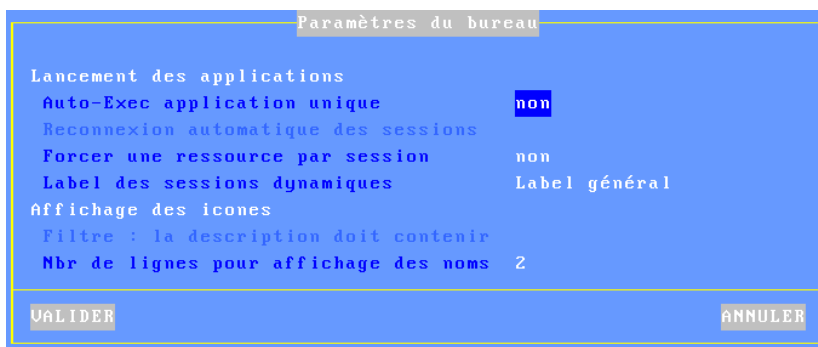 Paramètres du bureau
Lancement des applications
Auto-Exec application unique non
Reconnexion automatique des sessions
Forcer une ressource par session non
Label des sessions dynamiques Label général
Affichage des icones
Filtre : la description doit contenir
Nbr de lignes pour affichage des noms 2
VALIDER ANNULER